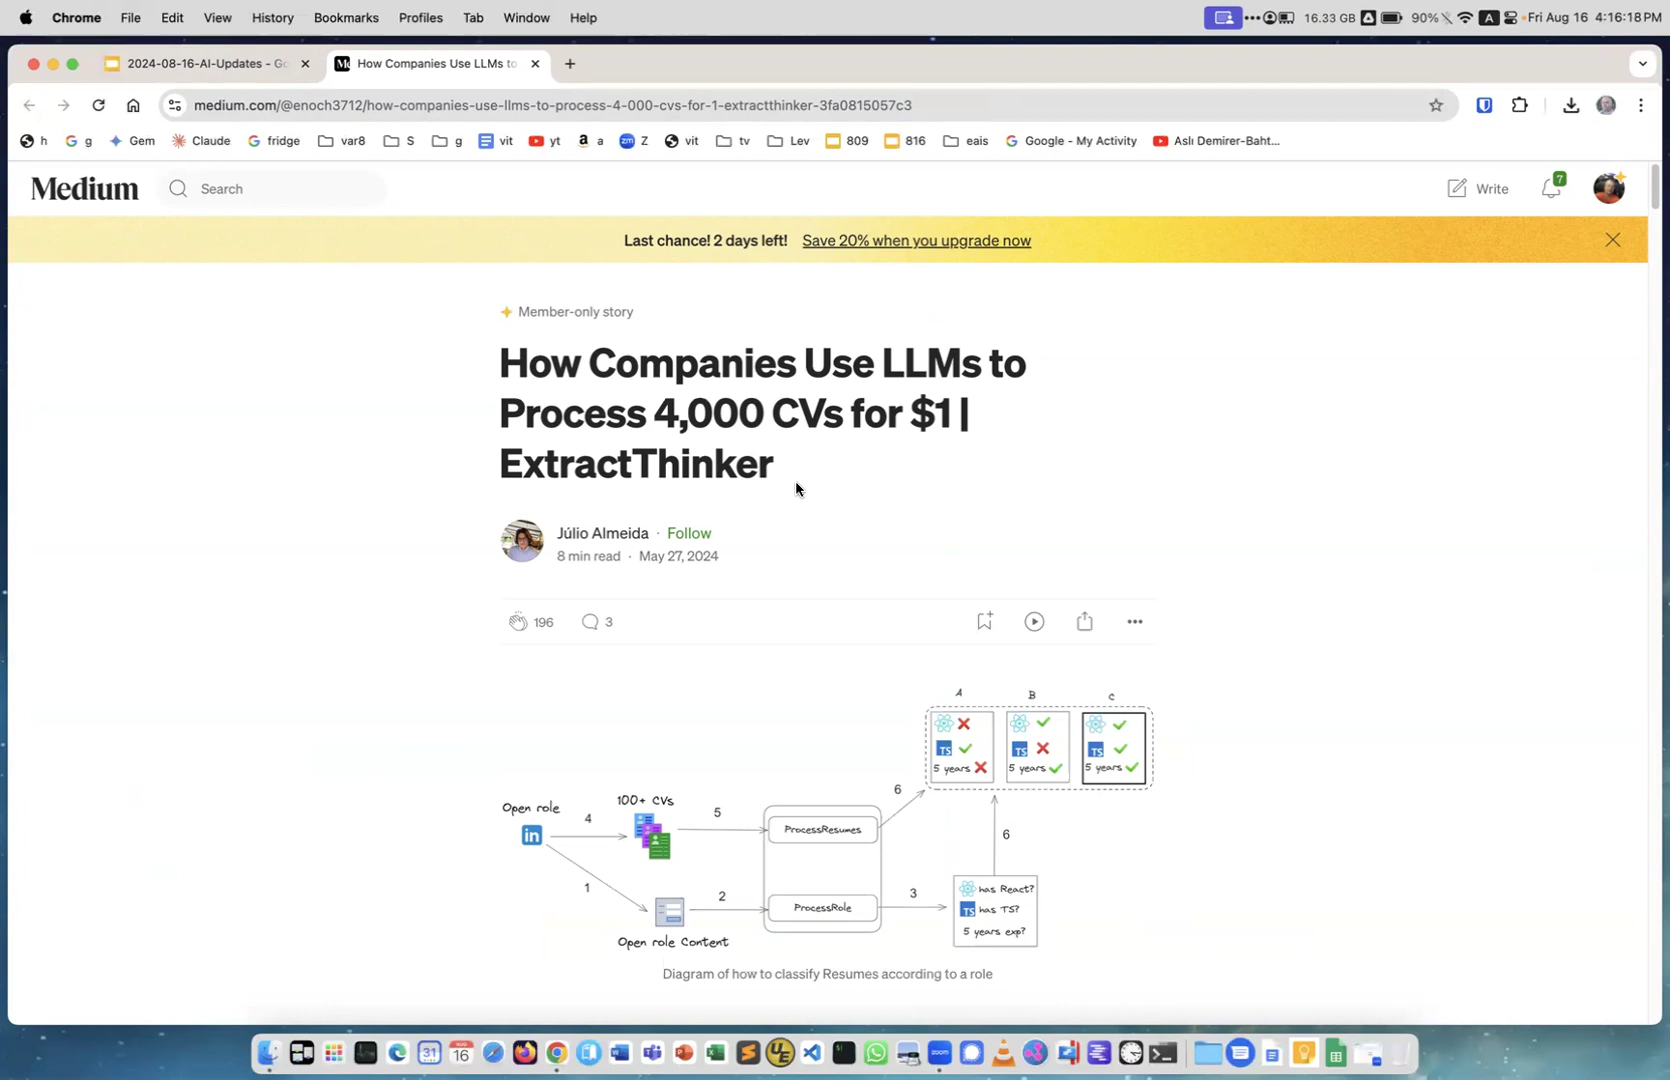 Chrome File Edit View History Bookmarks Profiles Tab Window Help 16.33 GB 90% A Fri Aug 16 4:16:18 PM
2024-08-16-AI-Updates - Go How Companies Use LLMs to
medium.com/@enoch3712/how-companies-use-llms-to-process-4-000-cvs-for-1-extractthinker-3fa0815057c3
h g Gem Claude fridge var8 S g vit yt a Z vit tv Lev 809 816 eais Google - My Activity Aslı Demirer-Baht...
Medium Search Write 7
Last chance! 2 days left! Save 20% when you upgrade now
Member-only story
How Companies Use LLMs to
Process 4,000 CVs for $1 |
ExtractThinker
Júlio Almeida · Follow
8 min read · May 27, 2024
196 3
A B C
TS TS TS
5 years 5 years 5 years
Open role 4 100+ CVs 5 6
in ProcessResumes 6
1 2 ProcessRole 3 has React?
TS has TS?
5 years exp?
Open role Content
Diagram of how to classify Resumes according to a role